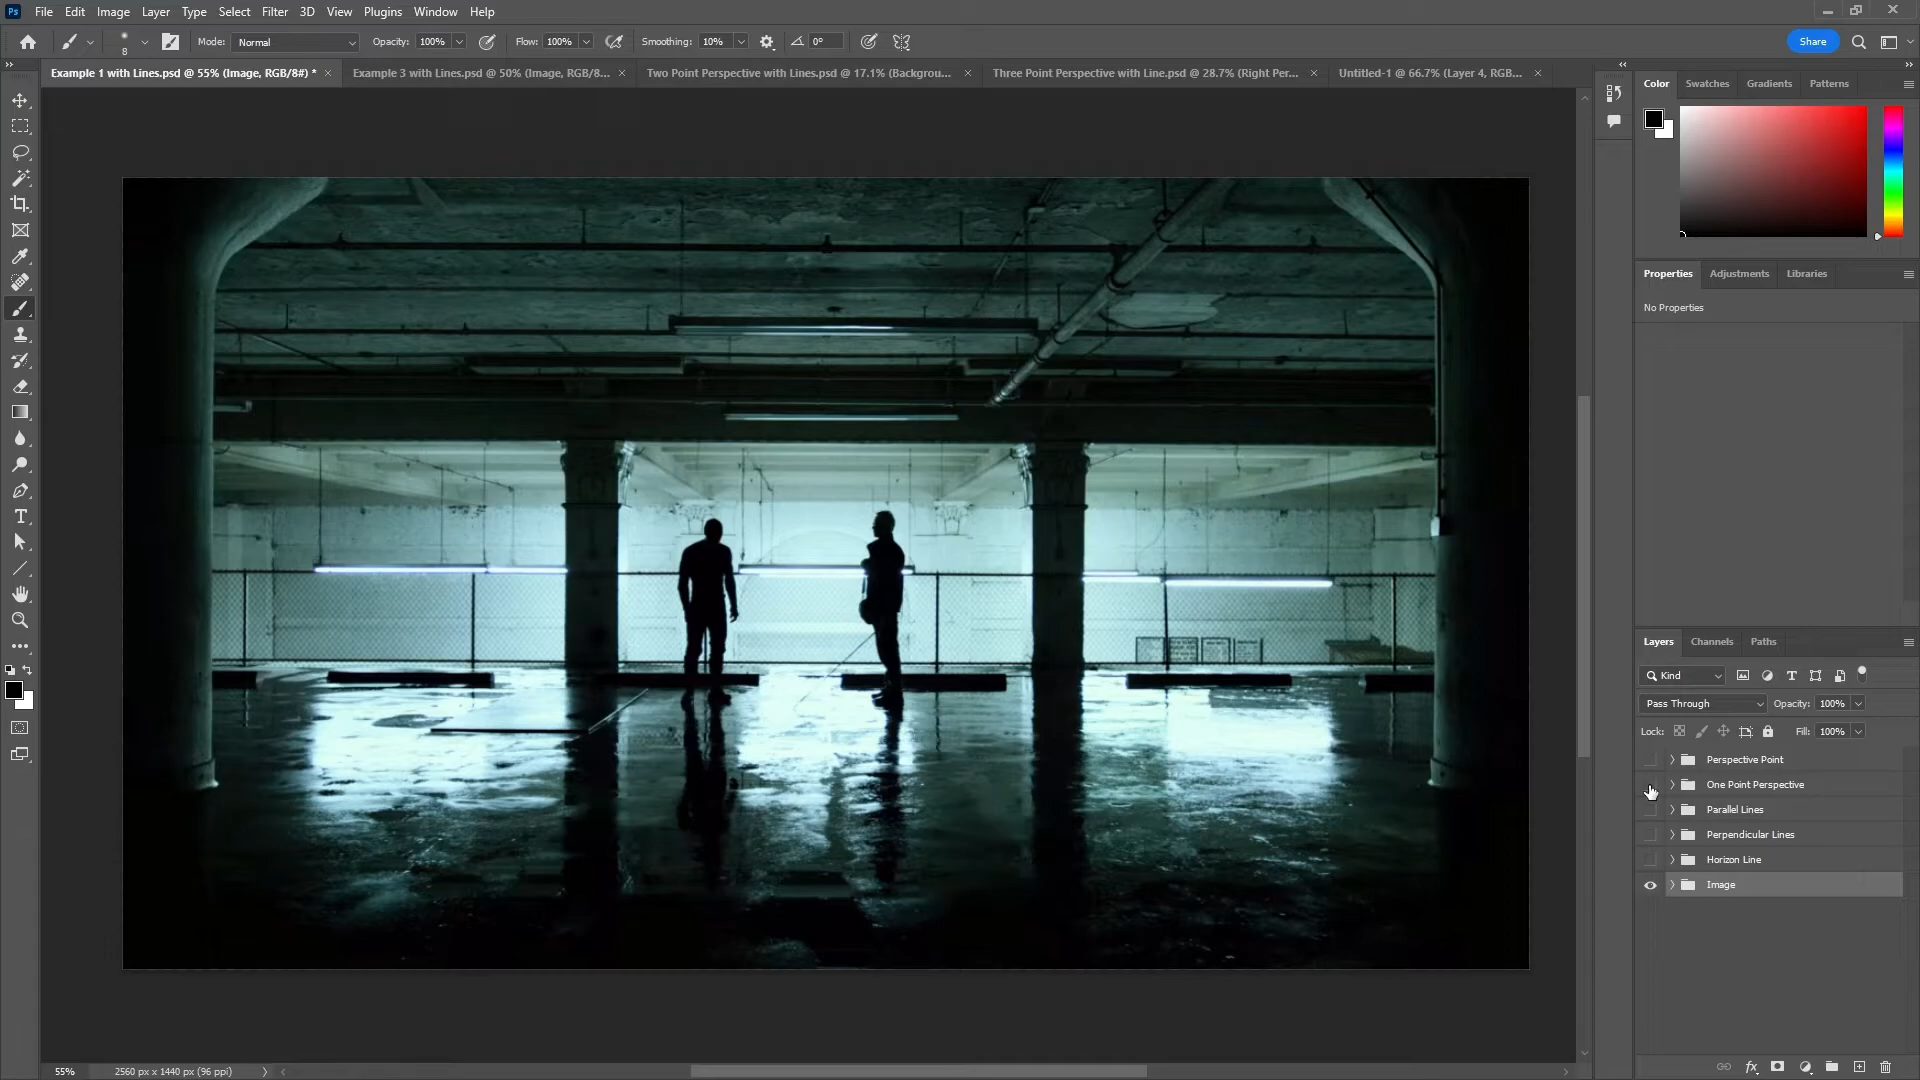 Ps File Edit Image Layer Type Select Filter 3D View Plugins Window Help
8 Mode: Normal Opacity: 100% Flow: 100% Smoothing: 10% 0° Share
Example 1 with Lines.psd @ 55% (Image, RGB/8#) * Example 3 with Lines.psd @ 50% (Image, RGB/8... Two Point Perspective with Lines.psd @ 17.1% (Backgrou... Three Point Perspective with Line.psd @ 28.7% (Right Per... Untitled-1 @ 66.7% (Layer 4, RGB...
Color Swatches Gradients Patterns
Properties Adjustments Libraries
No Properties
Layers Channels Paths
Kind
Pass Through Opacity: 100%
Lock: Fill: 100%
Perspective Point
One Point Perspective
Parallel Lines
Perpendicular Lines
Horizon Line
Image
55% 2560 px x 1440 px (96 ppi)